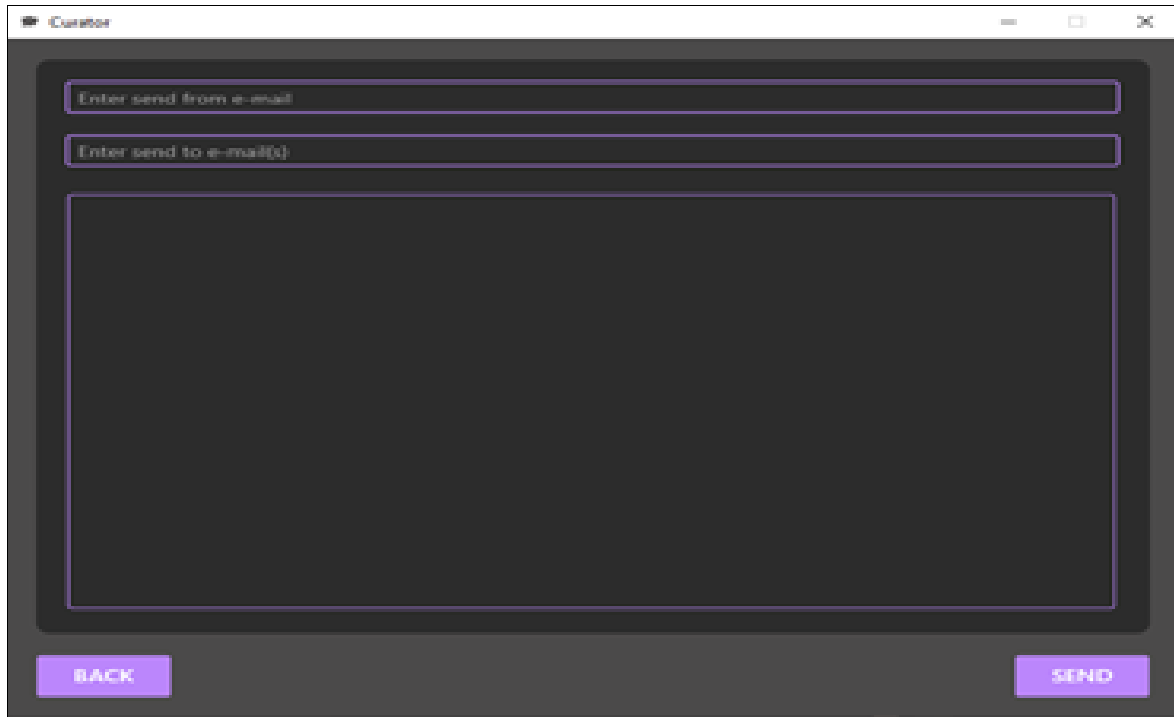 Curator
Enter send from e-mail
Enter send to e-mail(s)
BACK
SEND